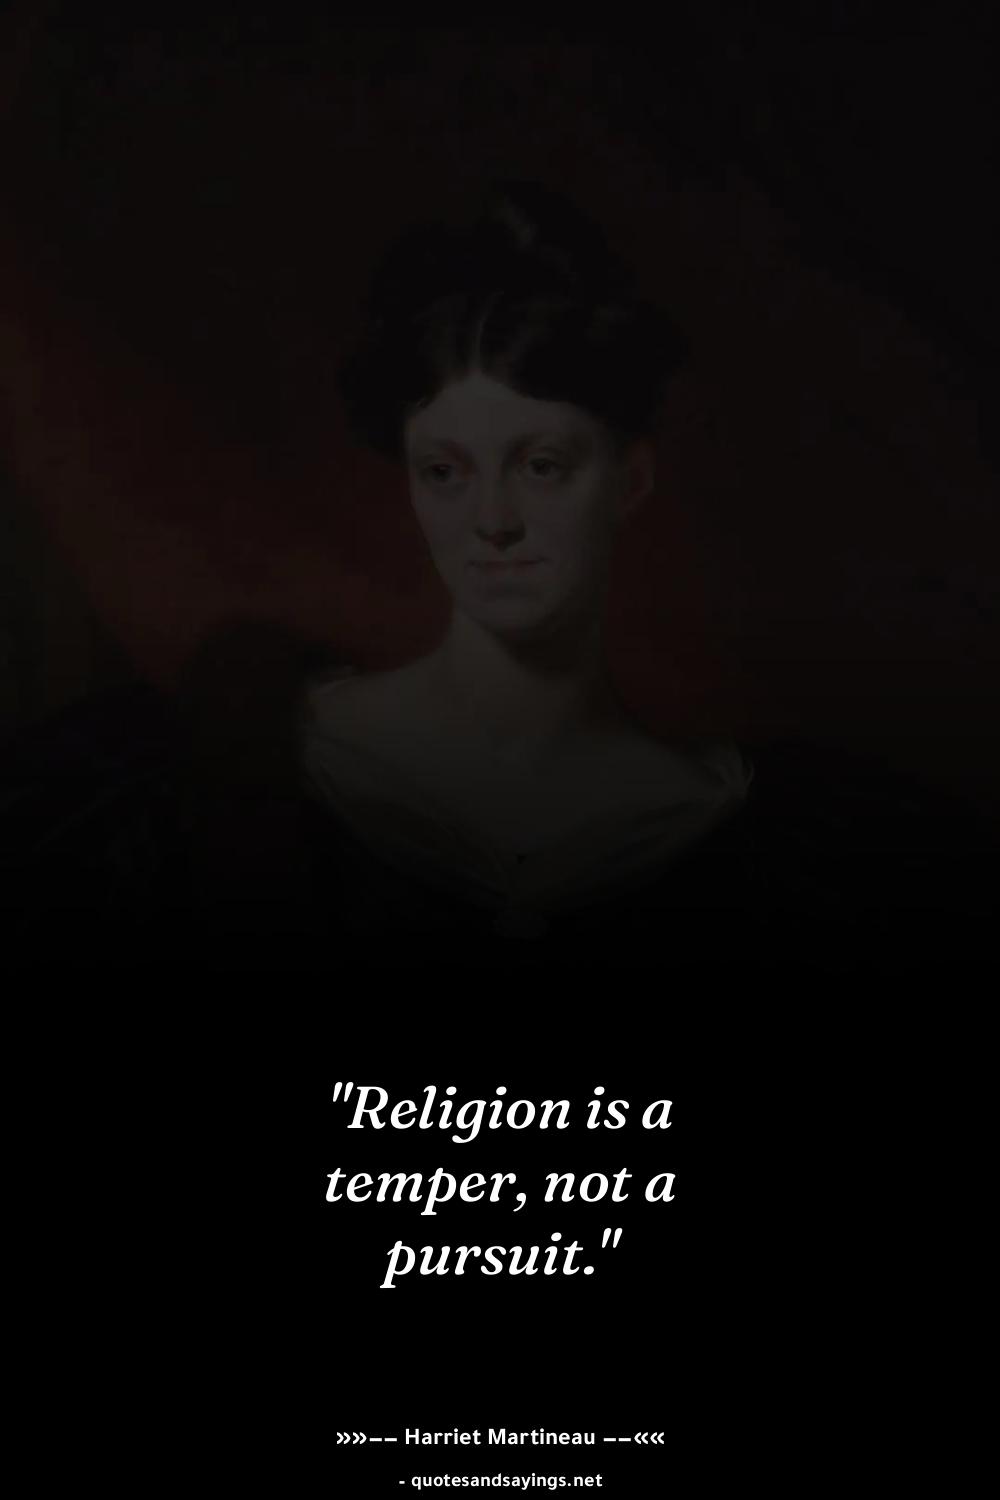 "Religion is a
temper, not a
pursuit."
»»–– Harriet Martineau ––««
- quotesandsayings.net